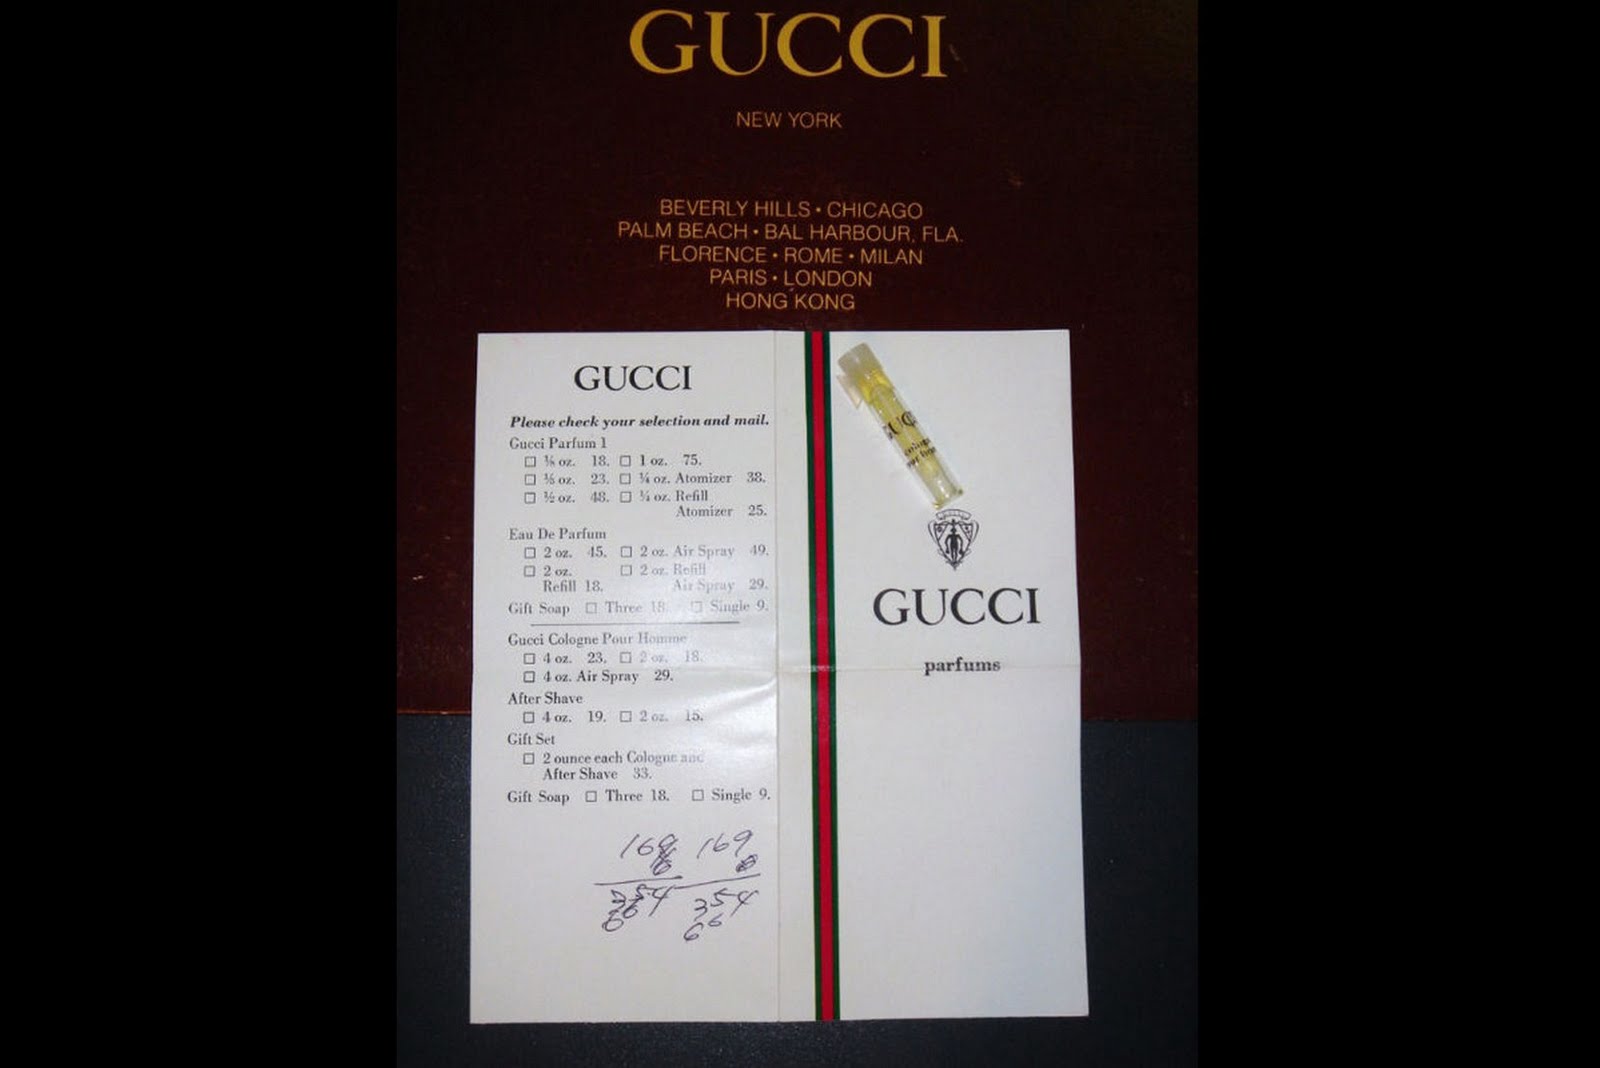 GUCCI
NEW YORK
BEVERLY HILLS • CHICAGO
PALM BEACH • BAL HARBOUR, FLA.
FLORENCE • ROME • MILAN
PARIS • LONDON
HONG KONG
GUCCI
Please check your selection and mail.
Gucci Parfum 1
☐ ⅛ oz. 18. ☐ 1 oz. 75.
☐ 23. ☐ ¼ oz. Atomizer 38.
☐ ½ oz. 48. ☐ ¼ oz. Refill
Atomizer 25.
Eau De Parfum
☐ 2 oz. 45. ☐ 2 oz. Air Spray 49.
☐ 2 oz. ☐ 2 oz. Refill
Refill 18. Air Spray 29.
Gift Soap ☐ Three 18. ☐ Single 9.
Gucci Cologne Pour Homme
☐ 4 oz. 23. ☐ 2 oz. 18.
☐ 4 oz. Air Spray 29.
After Shave
☐ 4 oz. 19. ☐ 2 oz. 15.
Gift Set
☐ 2 ounce each Cologne and
After Shave 33.
Gift Soap ☐ Three 18. ☐ Single 9.
169
354
66
GUCCI
parfums